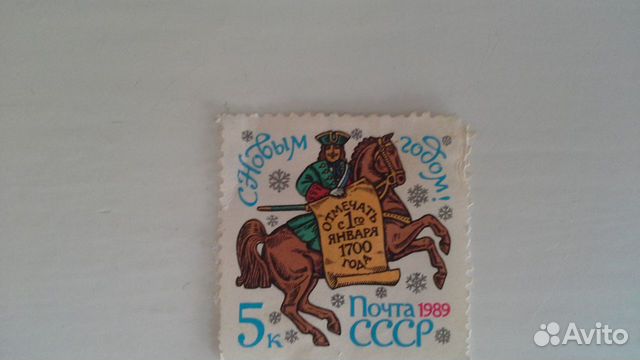 С Новым годом!
ОТМЕЧАТЬ
С 1ГО
ЯНВАРЯ
1700
ГОДА
5к Почта 1989
СССР
Avito